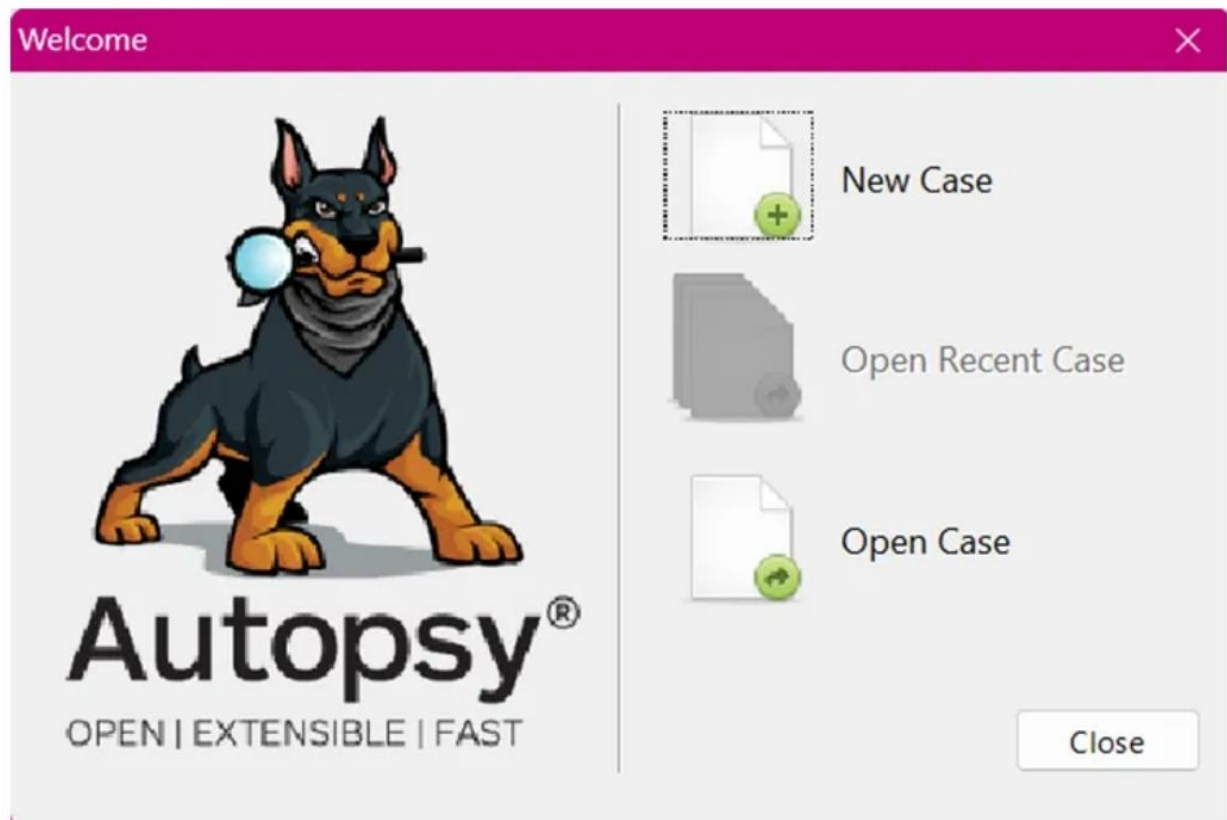 Welcome
New Case
Open Recent Case
Open Case
Autopsy®
OPEN | EXTENSIBLE | FAST
Close